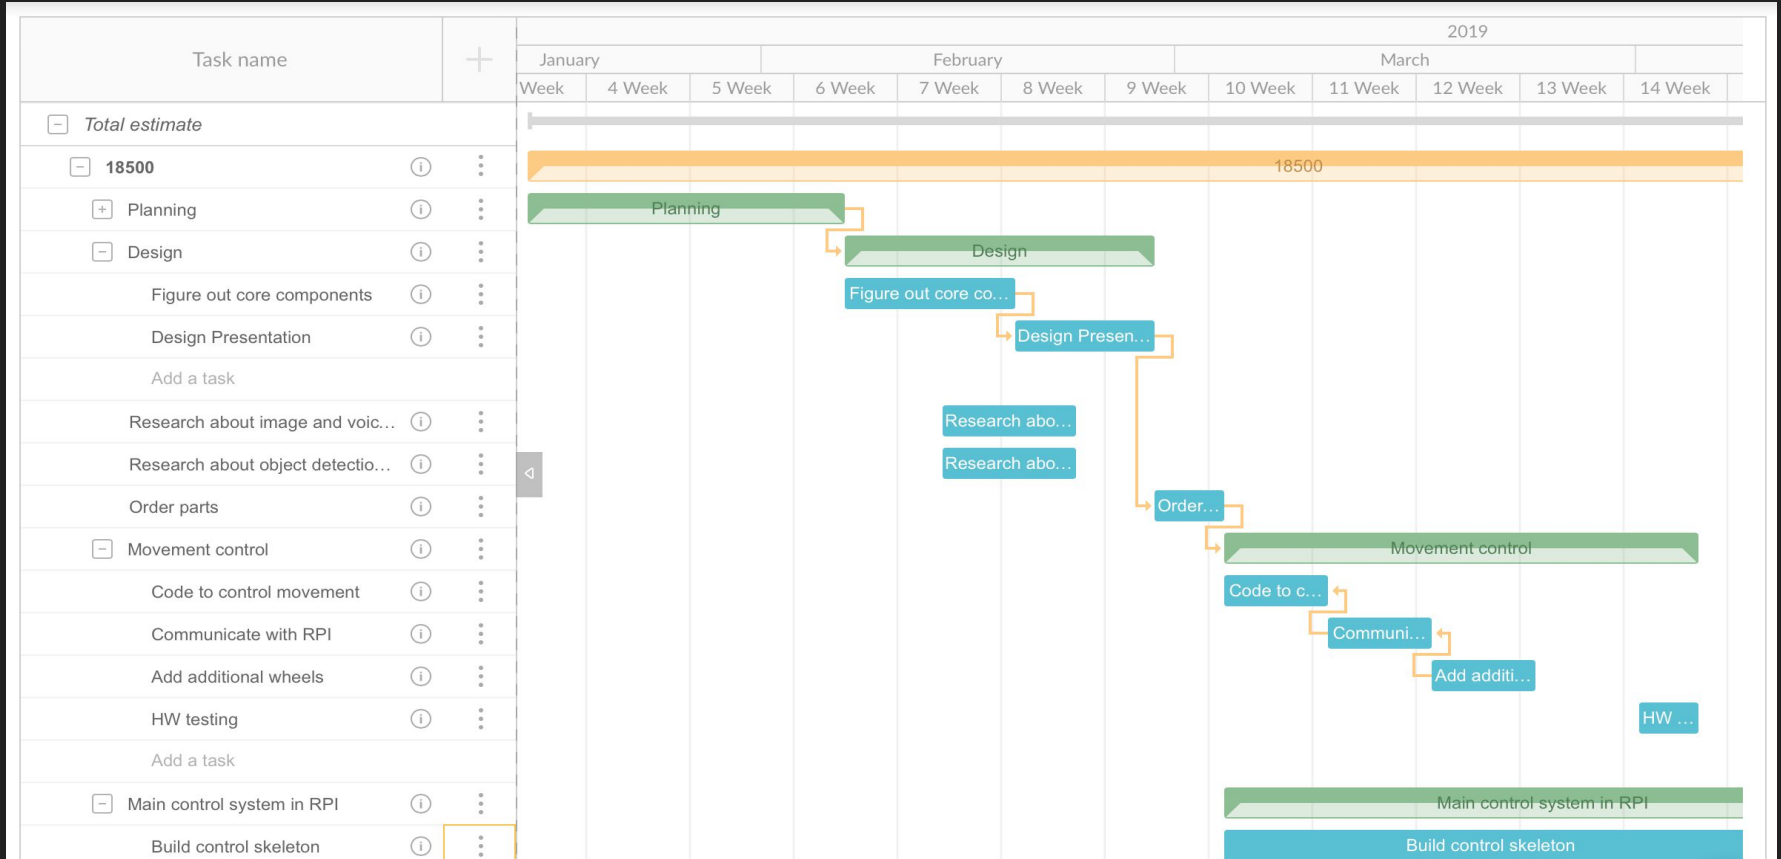 2019
Task name
January February March
Week 4 Week 5 Week 6 Week 7 Week 8 Week 9 Week 10 Week 11 Week 12 Week 13 Week 14 Week
Total estimate
18500 18500
Planning Planning
Design Design
Figure out core components Figure out core co...
Design Presentation Design Presen...
Add a task
Research about image and voic... Research abo...
Research about object detectio... Research abo...
Order parts Order...
Movement control Movement control
Code to control movement Code to c...
Communicate with RPI Communi...
Add additional wheels Add additi...
HW testing HW ...
Add a task
Main control system in RPI Main control system in RPI
Build control skeleton Build control skeleton